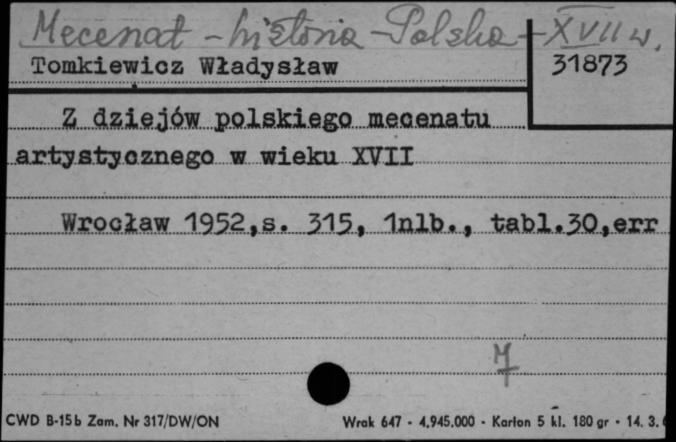 Mecenat - historia - Polska - XVII w.
Tomkiewicz Władysław
31873
Z dziejów polskiego mecenatu
artystycznego w wieku XVII
Wrocław 1952,s. 315, 1nlb., tabl.30,err
CWD B-15b Zam. Nr 317/DW/ON
Wrak 647 - 4.945.000 - Karton 5 kl. 180 gr - 14. 3.